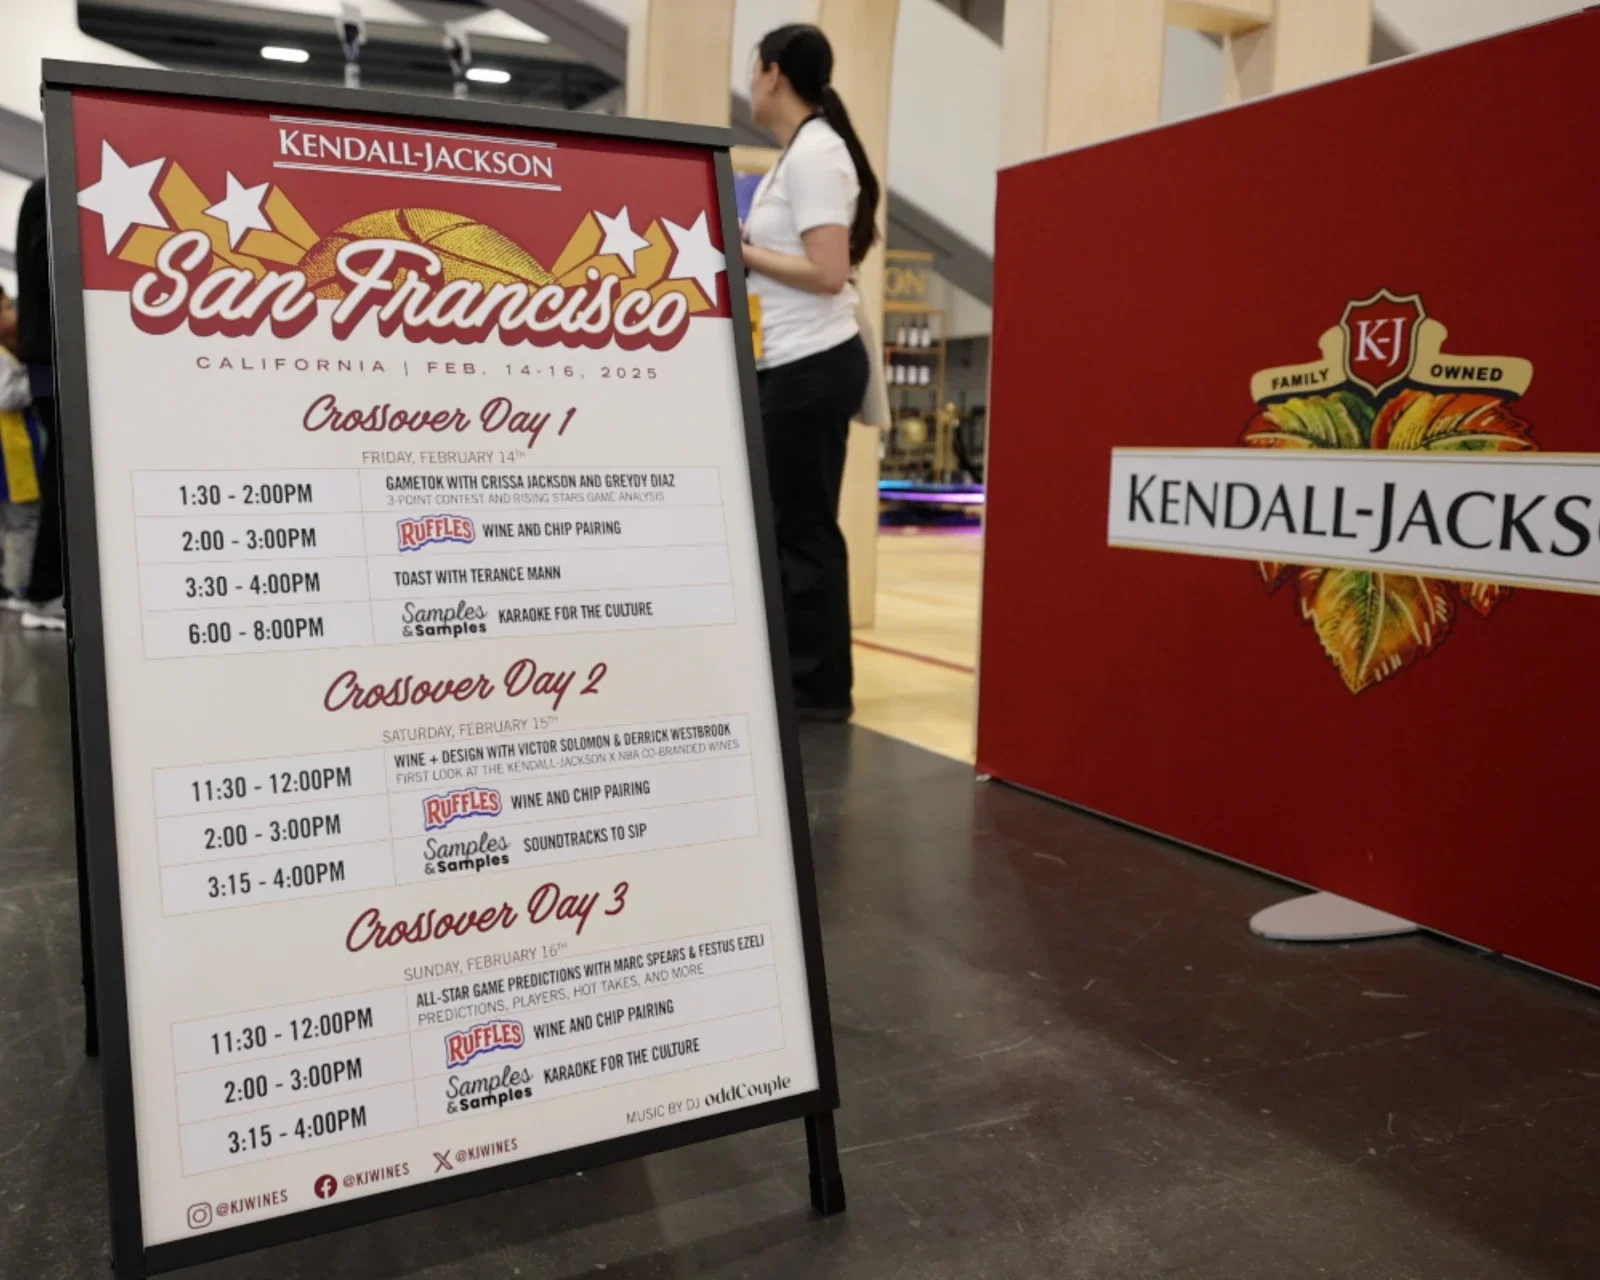 KENDALL-JACKSON
San Francisco
CALIFORNIA | FEB. 14-16, 2025
Crossover Day 1
FRIDAY, FEBRUARY 14TH
1:30 - 2:00PM GAMETOK WITH CRISSA JACKSON AND GREYDY DIAZ
3-POINT CONTEST AND RISING STARS GAME ANALYSIS
2:00 - 3:00PM RUFFLES WINE AND CHIP PAIRING
3:30 - 4:00PM TOAST WITH TERANCE MANN
6:00 - 8:00PM Samples &Samples KARAOKE FOR THE CULTURE
Crossover Day 2
SATURDAY, FEBRUARY 15TH
11:30 - 12:00PM WINE + DESIGN WITH VICTOR SOLOMON & DERRICK WESTBROOK
FIRST LOOK AT THE KENDALL-JACKSON X NBA CO-BRANDED WINES
2:00 - 3:00PM RUFFLES WINE AND CHIP PAIRING
3:15 - 4:00PM Samples &Samples SOUNDTRACKS TO SIP
Crossover Day 3
SUNDAY, FEBRUARY 16TH
11:30 - 12:00PM ALL-STAR GAME PREDICTIONS WITH MARC SPEARS & FESTUS EZELI
PREDICTIONS, PLAYERS, HOT TAKES, AND MORE
2:00 - 3:00PM RUFFLES WINE AND CHIP PAIRING
3:15 - 4:00PM Samples &Samples KARAOKE FOR THE CULTURE
MUSIC BY DJ oddCouple
@KJWINES @KJWINES X @KJWINES
K-J
FAMILY OWNED
KENDALL-JACKSO
ON